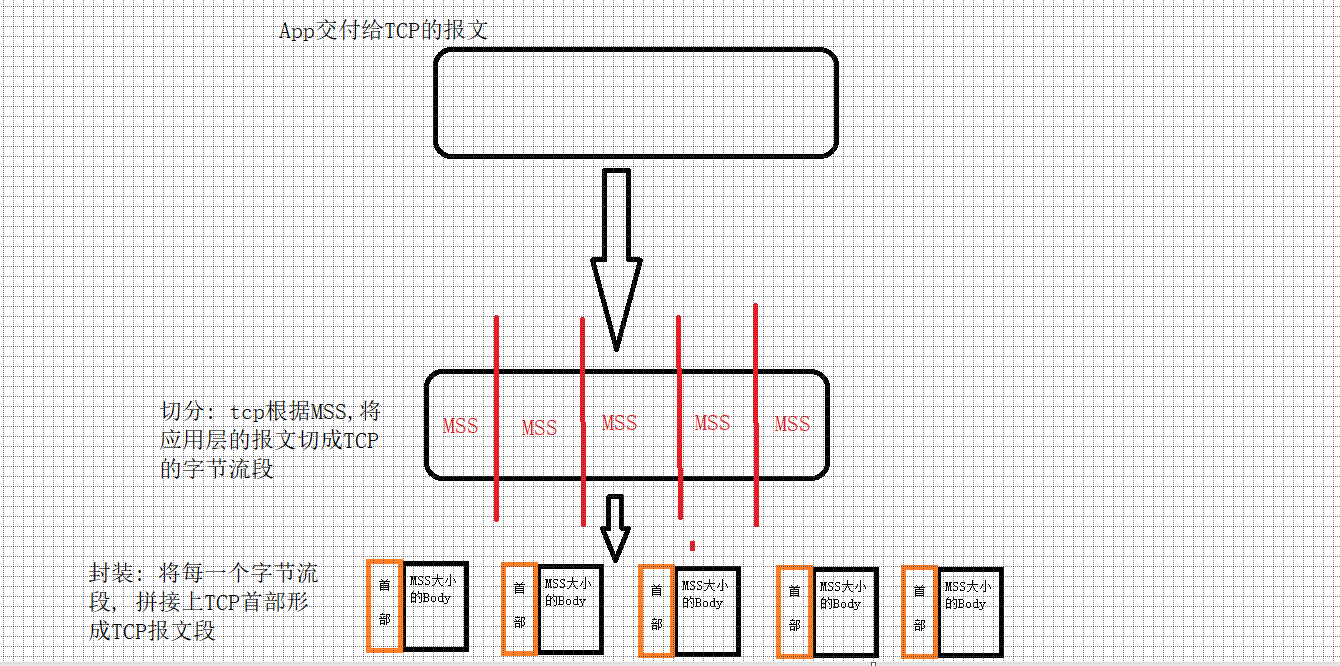 App交付给TCP的报文
MSS
MSS
MSS
MSS
MSS
切分: tcp根据MSS,将
应用层的报文切成TCP
的字节流段
封装: 将每一个字节流
段, 拼接上TCP首部形
成TCP报文段
首
部
MSS大小
的Body
首
部
MSS大小
的Body
首
部
MSS大小
的Body
首
部
MSS大小
的Body
首
部
MSS大小
的Body